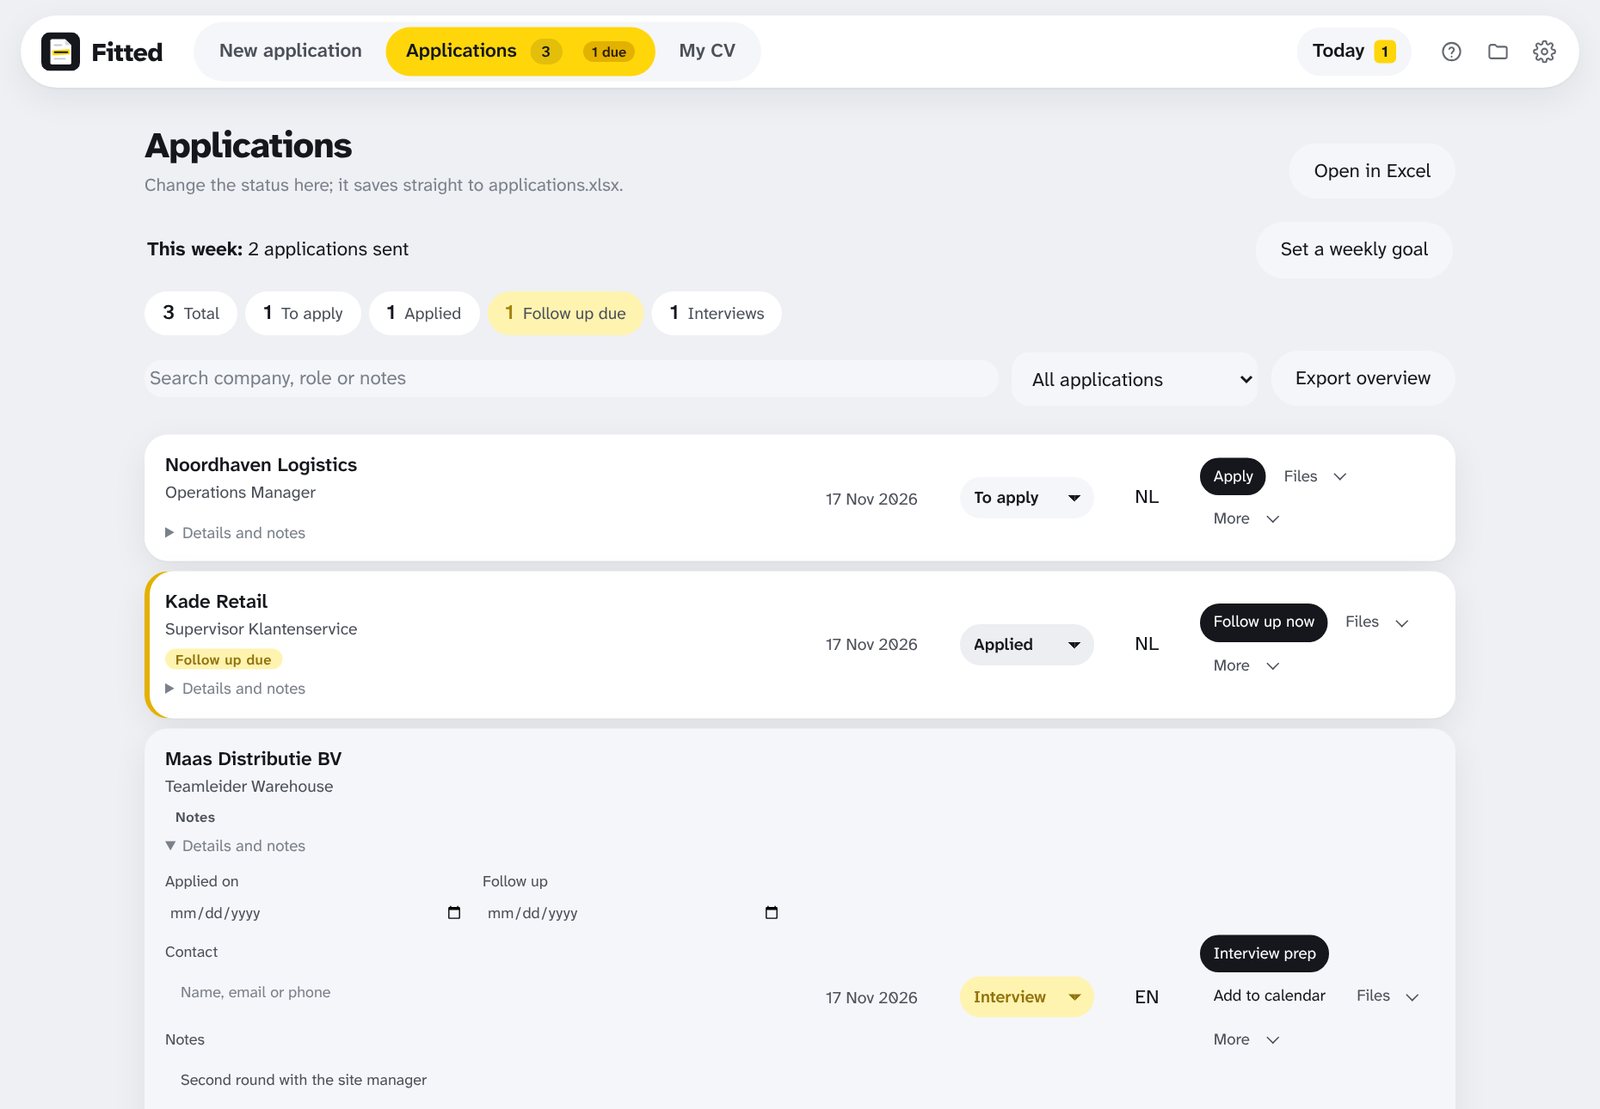 Fitted
New application
Applications 3 1 due
My CV
Today 1
Applications
Change the status here; it saves straight to applications.xlsx.
Open in Excel
This week: 2 applications sent
Set a weekly goal
3 Total
1 To apply
1 Applied
1 Follow up due
1 Interviews
Search company, role or notes
All applications
Export overview
Noordhaven Logistics
Operations Manager
Details and notes
17 Nov 2026
To apply
NL
Apply
Files
More
Kade Retail
Supervisor Klantenservice
Follow up due
Details and notes
17 Nov 2026
Applied
NL
Follow up now
Files
More
Maas Distributie BV
Teamleider Warehouse
Notes
Details and notes
Applied on
Follow up
mm/dd/yyyy
mm/dd/yyyy
Contact
Name, email or phone
17 Nov 2026
Interview
EN
Interview prep
Add to calendar
Files
More
Notes
Second round with the site manager